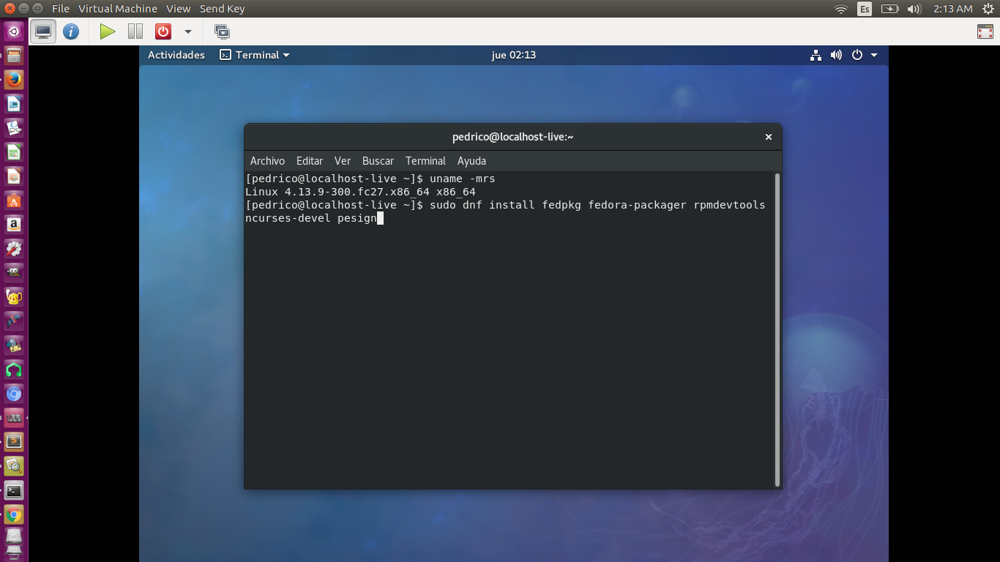 File Virtual Machine View Send Key
Es
2:13 AM
Actividades
Terminal
jue 02:13
pedrico@localhost-live:~
Archivo Editar Ver Buscar Terminal Ayuda
[pedrico@localhost-live ~]$ uname -mrs
Linux 4.13.9-300.fc27.x86_64 x86_64
[pedrico@localhost-live ~]$ sudo dnf install fedpkg fedora-packager rpmdevtools
ncurses-devel pesign